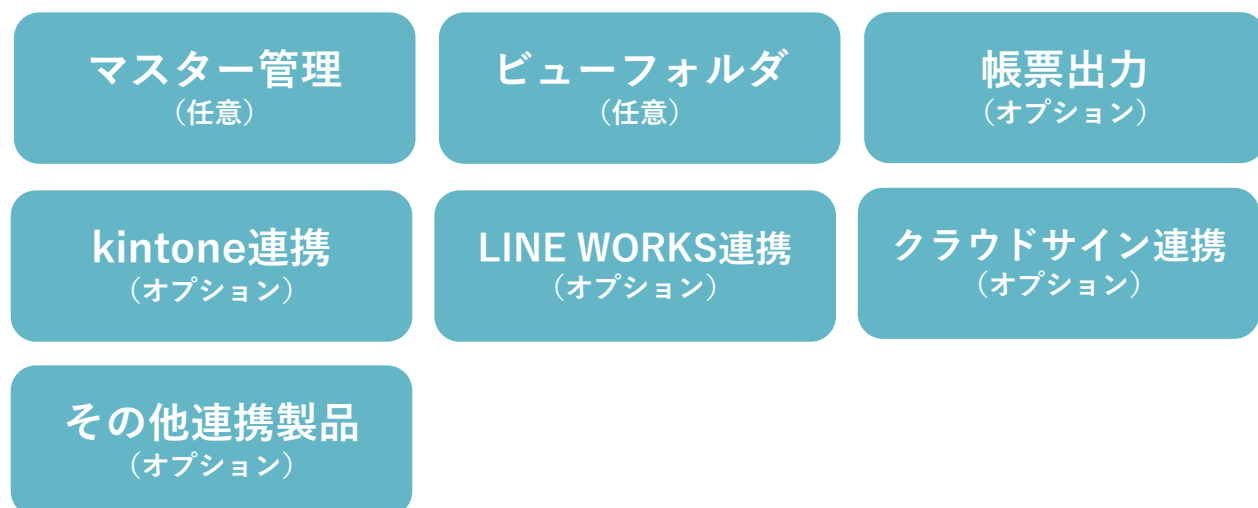 マスター管理
（任意）
ビューフォルダ
（任意）
帳票出力
（オプション）
kintone連携
（オプション）
LINE WORKS連携
（オプション）
クラウドサイン連携
（オプション）
その他連携製品
（オプション）